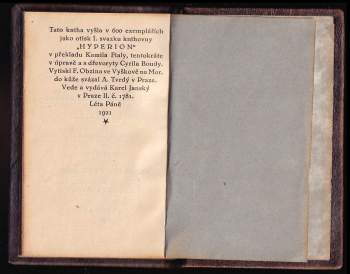 Tato kniha vyšla v 600 exemplářích
jako otisk I. svazku knihovny
„HYPERION“
v překladu Kamila Fialy, tentokráte
v úpravě a s dřevoryty Cyrila Boudy.
Vytiskl F. Obzina ve Vyškově na Mor.
do kůže svázal A. Tvrdý v Praze.
Vede a vydává Karel Janský
v Praze II. č. 1781.
Léta Páně
1921